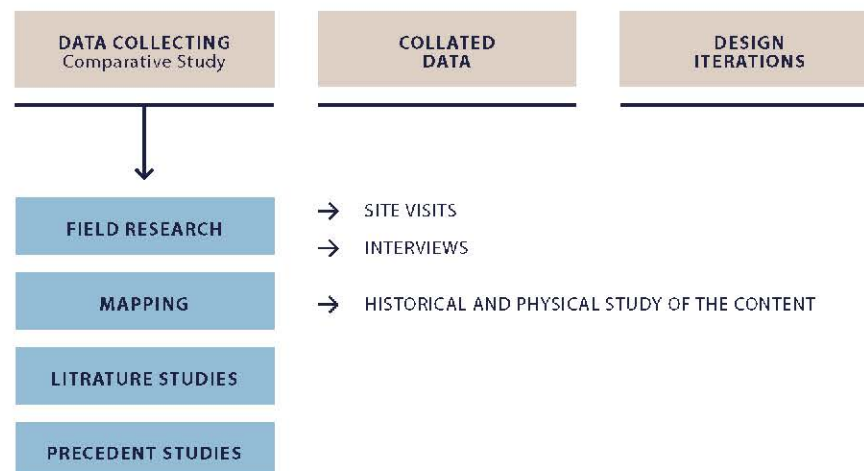 DATA COLLECTING
Comparative Study
COLLATED
DATA
DESIGN
ITERATIONS
FIELD RESEARCH
SITE VISITS
INTERVIEWS
MAPPING
HISTORICAL AND PHYSICAL STUDY OF THE CONTENT
LITRATURE STUDIES
PRECEDENT STUDIES